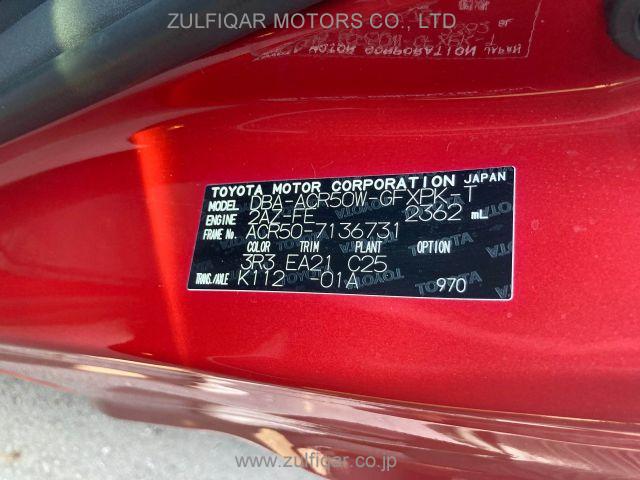 ZULFIQAR MOTORS CO., LTD
TOYOTA MOTOR CORPORATION JAPAN
MODEL DBA-ACR50W-GFXPK-T
ENGINE 2AZ-FE 2362 mL
FRAME No. ACR50-7136731
COLOR TRIM PLANT OPTION
3R3 EA21 C25
TRANS./AXLE K112 -01A 970
www.zulfiqar.co.jp